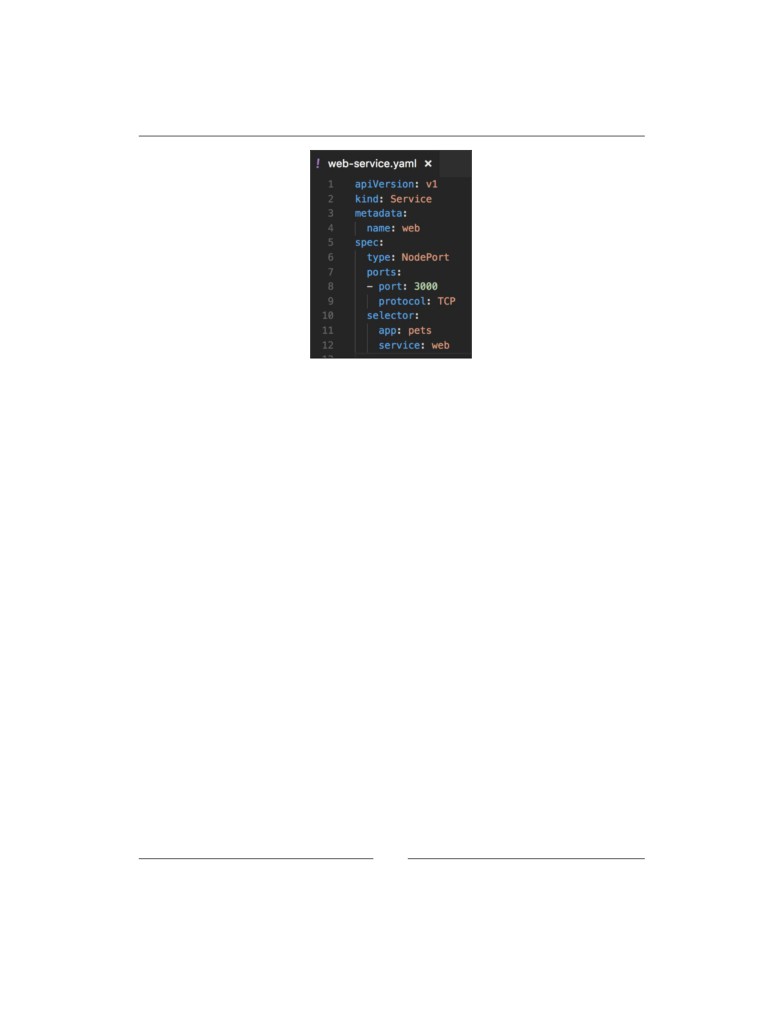 ! web-service.yaml ×
1 apiVersion: v1
2 kind: Service
3 metadata:
4 name: web
5 spec:
6 type: NodePort
7 ports:
8 - port: 3000
9 protocol: TCP
10 selector:
11 app: pets
12 service: web